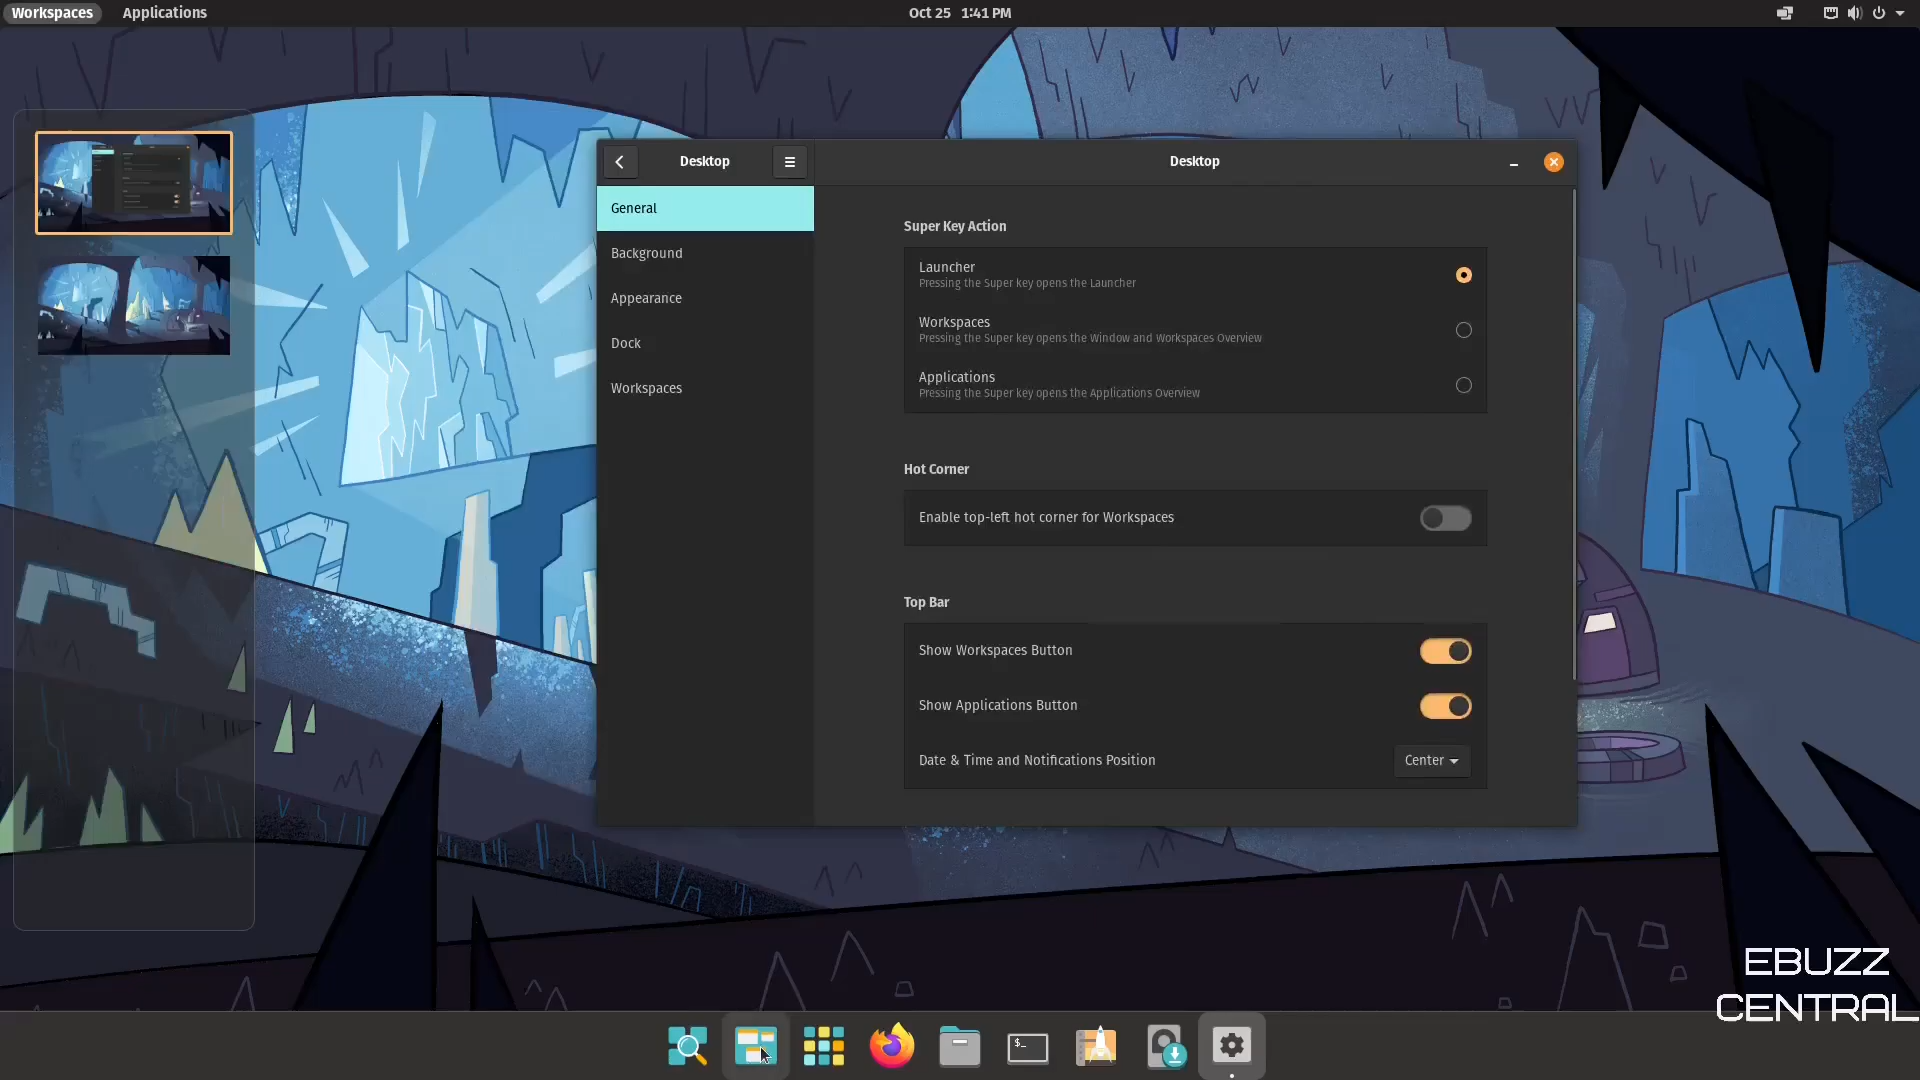 Workspaces Applications Oct 25 1:41 PM
Desktop Desktop
General
Background
Appearance
Dock
Workspaces
Super Key Action
Launcher
Pressing the Super key opens the Launcher
Workspaces
Pressing the Super key opens the Window and Workspaces Overview
Applications
Pressing the Super key opens the Applications Overview
Hot Corner
Enable top-left hot corner for Workspaces
Top Bar
Show Workspaces Button
Show Applications Button
Date & Time and Notifications Position Center
EBUZZ
CENTRAL
$_